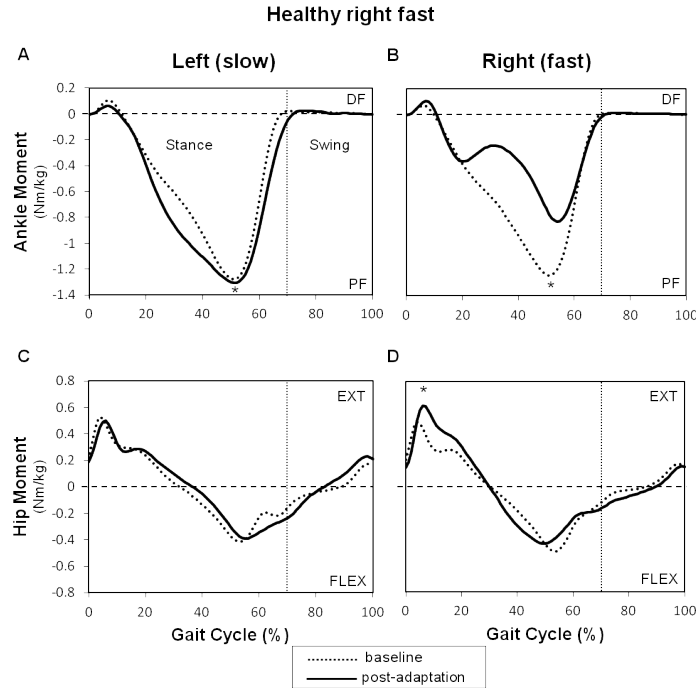 Healthy right fast
A
Left (slow)
B
Right (fast)
Ankle Moment
(Nm/kg)
0.2
0
-0.2
-0.4
-0.6
-0.8
-1
-1.2
-1.4
DF
Stance
Swing
*
PF
0 20 40 60 80 100
DF
*
PF
0 20 40 60 80 100
C
D
Hip Moment
(Nm/kg)
0.8
0.6
0.4
0.2
0
-0.2
-0.4
-0.6
-0.8
EXT
FLEX
0 20 40 60 80 100
*
EXT
FLEX
0 20 40 60 80 100
Gait Cycle (%)
Gait Cycle (%)
baseline
post-adaptation